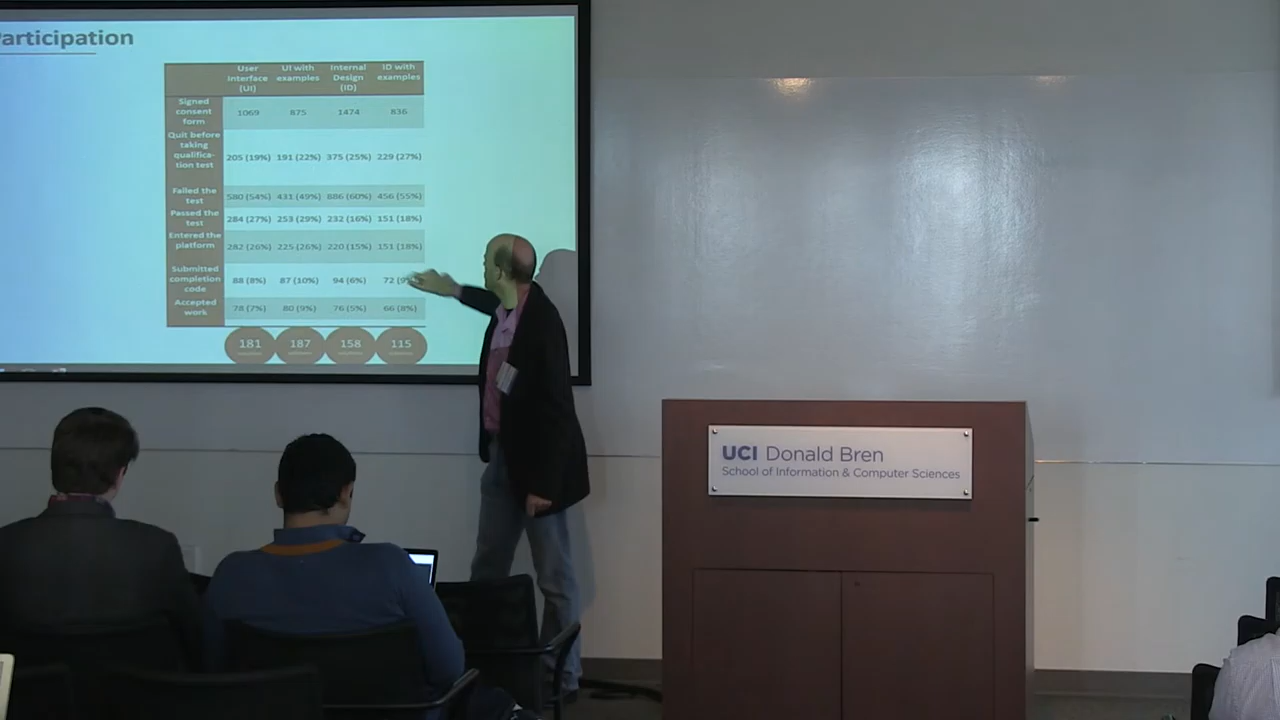 articipation
User Interface (UI) UI with examples Internal Design (ID) ID with examples
Signed consent form 1069 875 1474 836
Quit before taking qualifica-tion test 205 (19%) 191 (22%) 375 (25%) 229 (27%)
Failed the test 580 (54%) 431 (49%) 886 (60%) 456 (55%)
Passed the test 284 (27%) 253 (29%) 232 (16%) 151 (18%)
Entered the platform 282 (26%) 225 (26%) 220 (15%) 151 (18%)
Submitted completion code 88 (8%) 87 (10%) 94 (6%) 72
Accepted work 78 (7%) 80 (9%) 76 (5%) 66 (8%)
181 187 158 115
UCI Donald Bren
School of Information & Computer Sciences